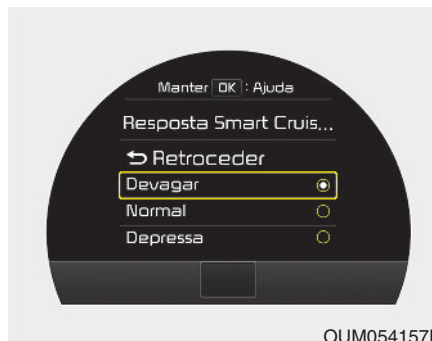 Manter OK : Ajuda
Resposta Smart Cruis...
Retroceder
Devagar
Normal
Depressa